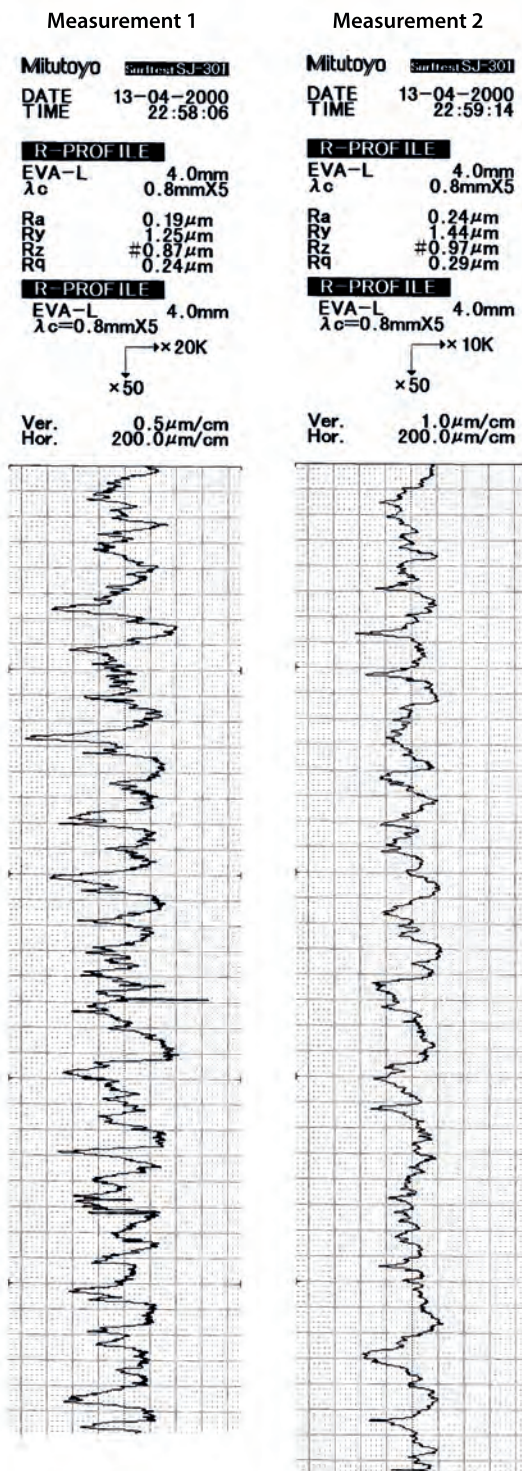 Measurement 1
Mitutoyo Surftest SJ-301
DATE 13-04-2000
TIME 22:58:06
R-PROFILE
EVA-L 4.0mm
λc 0.8mmX5
Ra 0.19μm
Ry 1.25μm
Rz #0.87μm
Rq 0.24μm
R-PROFILE
EVA-L 4.0mm
λc=0.8mmX5
×20K
×50
Ver. 0.5μm/cm
Hor. 200.0μm/cm
Measurement 2
Mitutoyo Surftest SJ-301
DATE 13-04-2000
TIME 22:59:14
R-PROFILE
EVA-L 4.0mm
λc 0.8mmX5
Ra 0.24μm
Ry 1.44μm
Rz #0.97μm
Rq 0.29μm
R-PROFILE
EVA-L 4.0mm
λc=0.8mmX5
×10K
×50
Ver. 1.0μm/cm
Hor. 200.0μm/cm